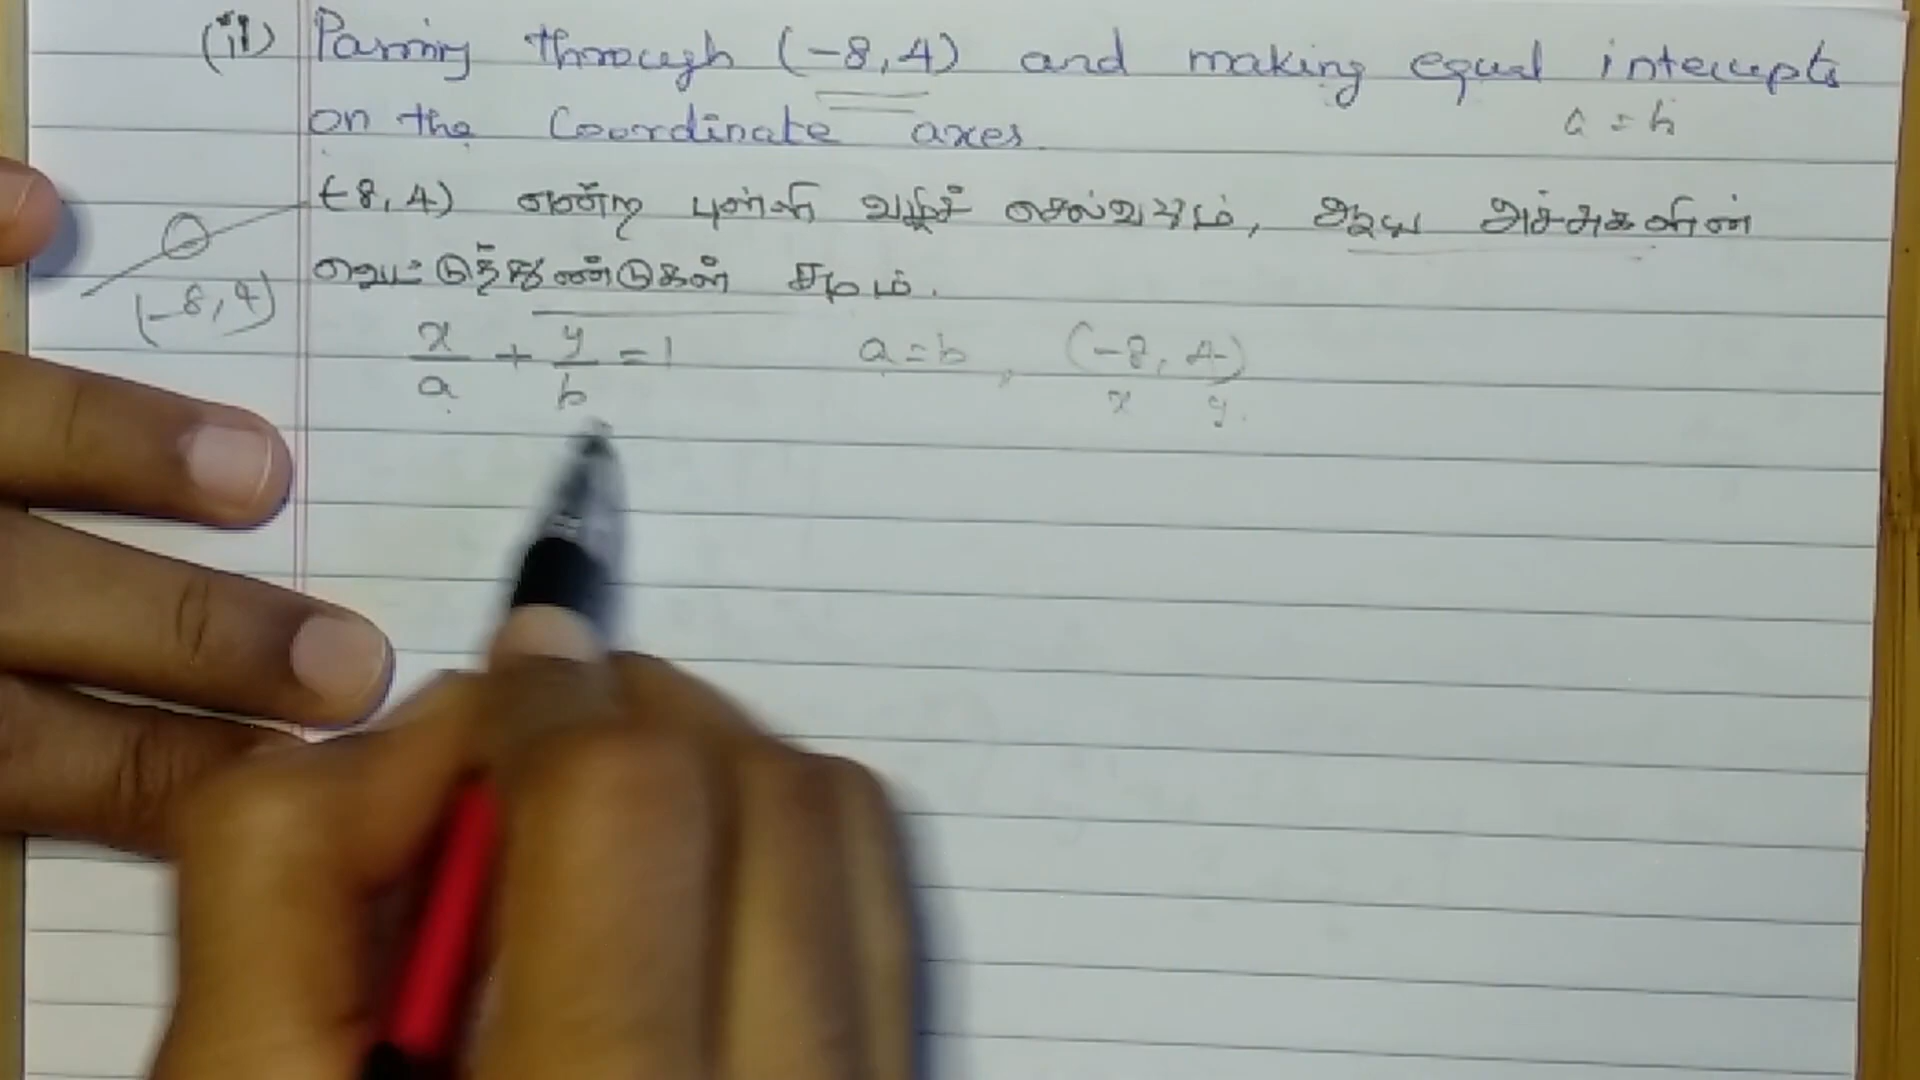 (ii) Passing through (-8, 4) and making equal intercepts
on the Coordinate axes.
a = b
(-8, 4) என்ற புள்ளி வழிச் செல்வதும், ஆய அச்சுகளின்
வெட்டுத்துண்டுகள் சமம்.
(-8, 4)
x/a + y/b = 1 a = b, (-8, 4)
x y